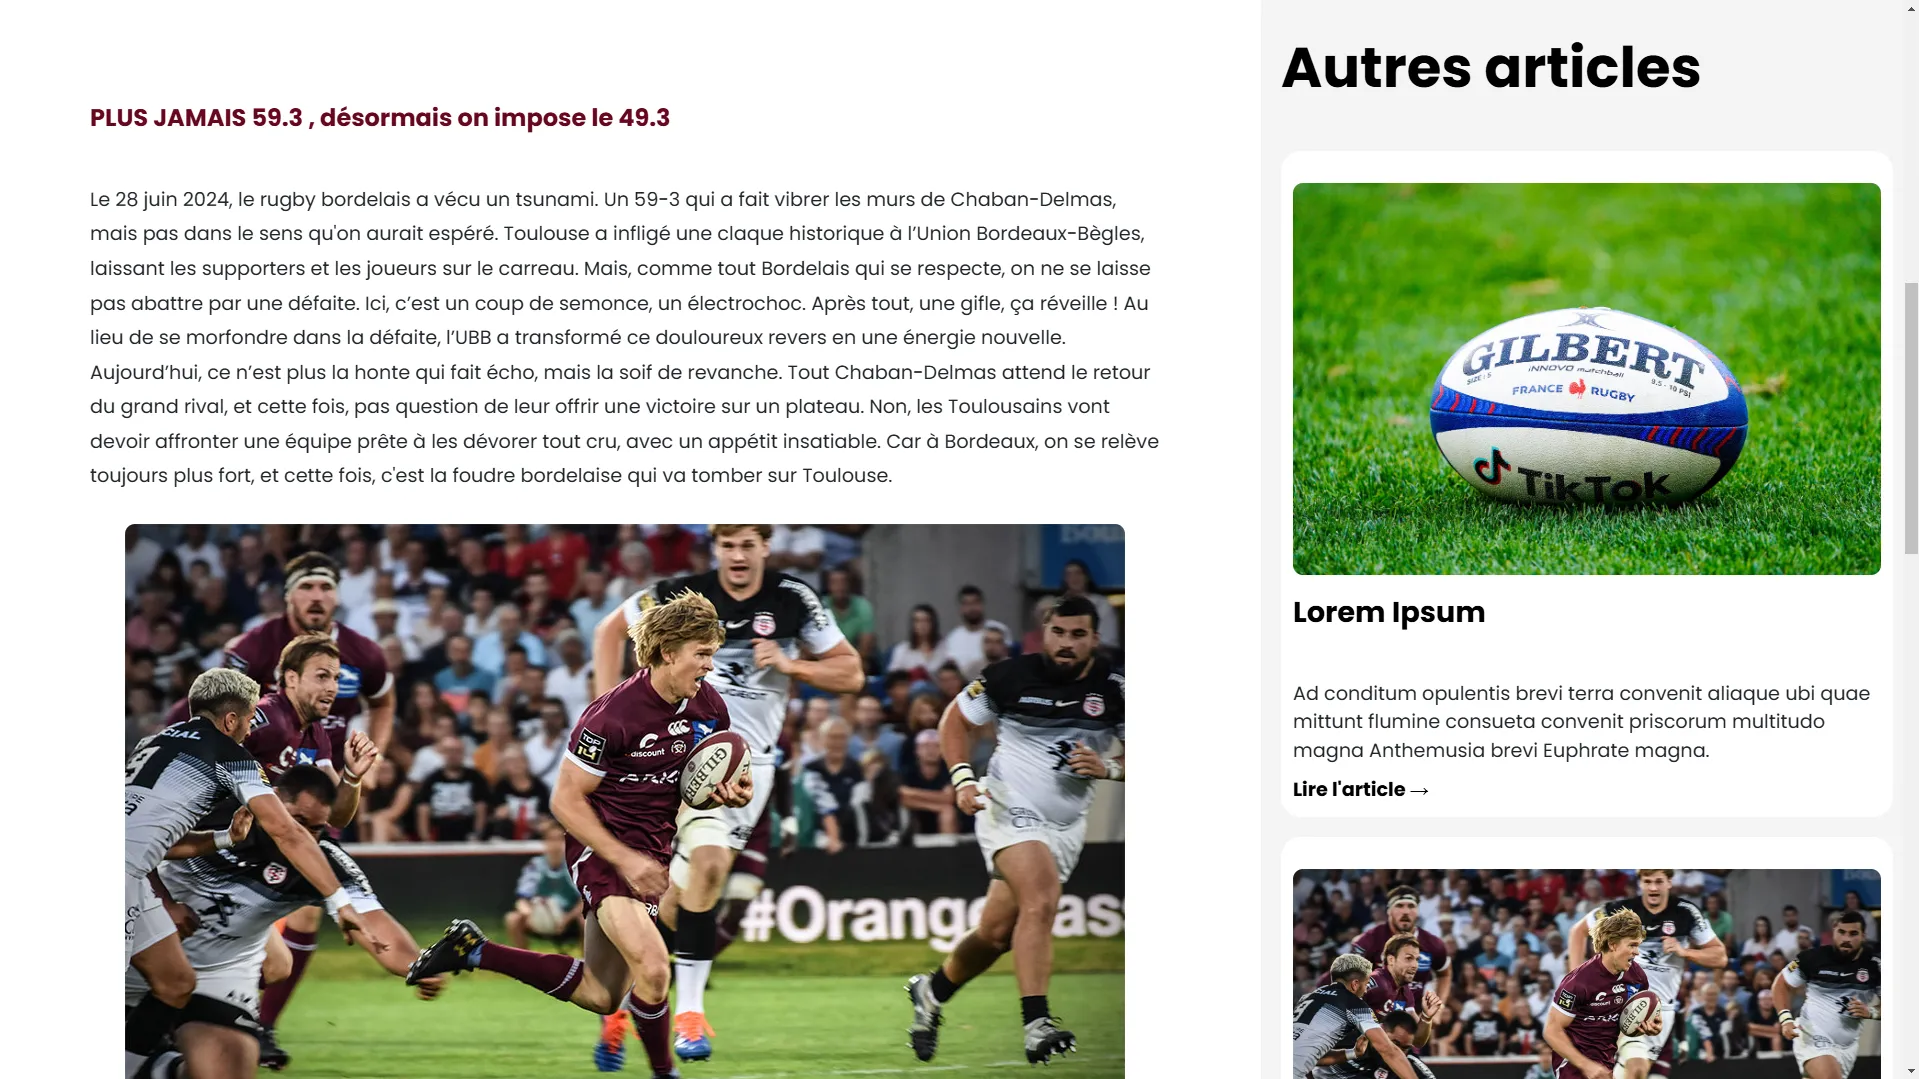 PLUS JAMAIS 59.3 , désormais on impose le 49.3
Le 28 juin 2024, le rugby bordelais a vécu un tsunami. Un 59-3 qui a fait vibrer les murs de Chaban-Delmas,
mais pas dans le sens qu'on aurait espéré. Toulouse a infligé une claque historique à l’Union Bordeaux-Bègles,
laissant les supporters et les joueurs sur le carreau. Mais, comme tout Bordelais qui se respecte, on ne se laisse
pas abattre par une défaite. Ici, c’est un coup de semonce, un électrochoc. Après tout, une gifle, ça réveille ! Au
lieu de se morfondre dans la défaite, l’UBB a transformé ce douloureux revers en une énergie nouvelle.
Aujourd’hui, ce n’est plus la honte qui fait écho, mais la soif de revanche. Tout Chaban-Delmas attend le retour
du grand rival, et cette fois, pas question de leur offrir une victoire sur un plateau. Non, les Toulousains vont
devoir affronter une équipe prête à les dévorer tout cru, avec un appétit insatiable. Car à Bordeaux, on se relève
toujours plus fort, et cette fois, c'est la foudre bordelaise qui va tomber sur Toulouse.
TOP
14
discount
GILBERT
#Orange
Autres articles
GILBERT
SIZE : 5
INNOVO matchball
9.5 - 10 PSI
FRANCE RUGBY
TikTok
Lorem Ipsum
Ad conditum opulentis brevi terra convenit aliaque ubi quae
mittunt flumine consueta convenit priscorum multitudo
magna Anthemusia brevi Euphrate magna.
Lire l'article →